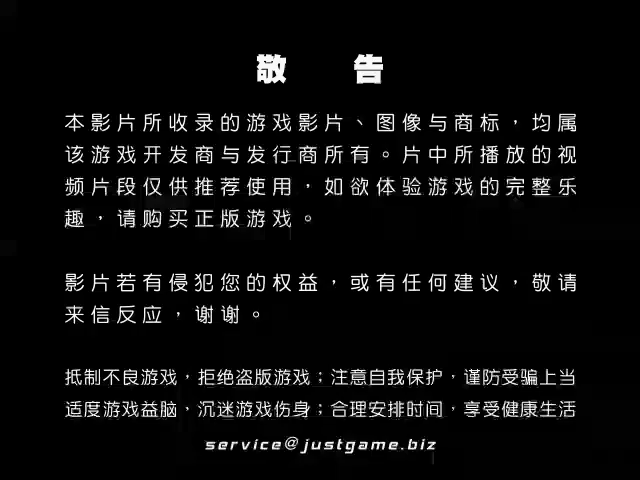 敬 告
本影片所收录的游戏影片、图像与商标，均属
该游戏开发商与发行商所有。片中所播放的视
频片段仅供推荐使用，如欲体验游戏的完整乐
趣，请购买正版游戏。
影片若有侵犯您的权益，或有任何建议，敬请
来信反应，谢谢。
抵制不良游戏，拒绝盗版游戏；注意自我保护，谨防受骗上当
适度游戏益脑，沉迷游戏伤身；合理安排时间，享受健康生活
service@justgame.biz